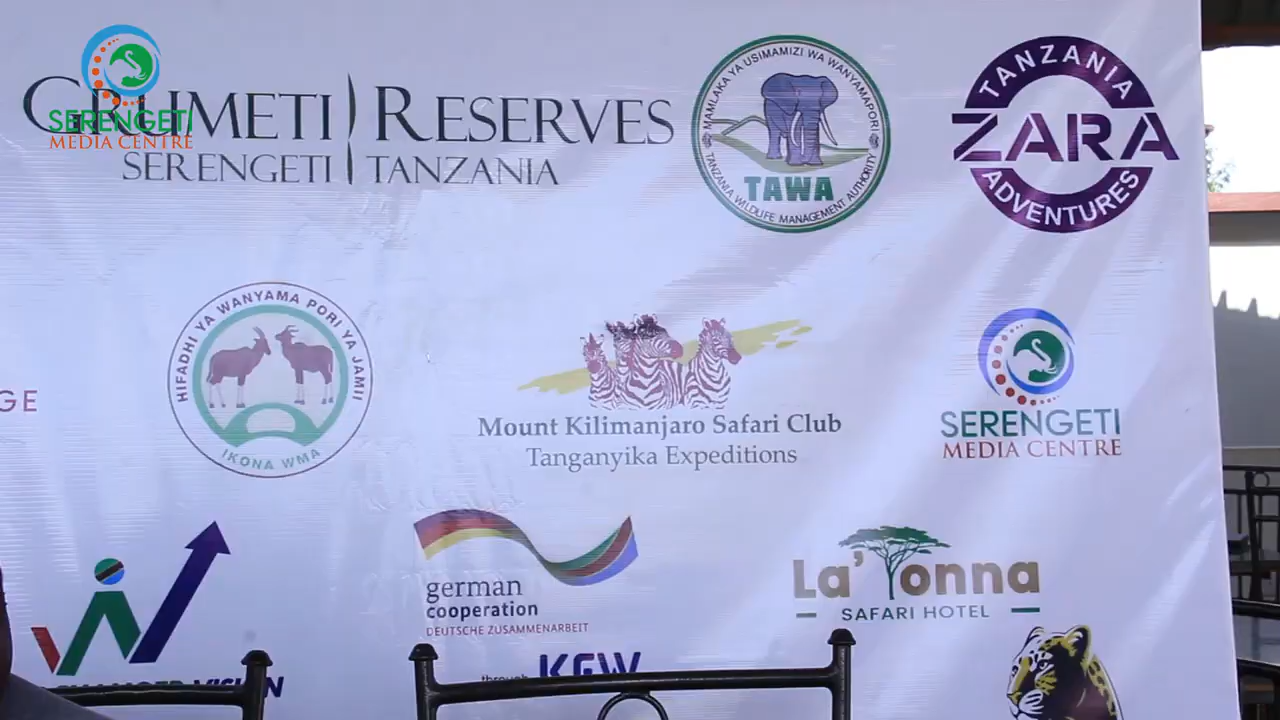 SERENGETI
MEDIA CENTRE
GRUMETI RESERVES
SERENGETI TANZANIA
MAMLAKA YA USIMAMIZI WA WANYAMAPORI
TAWA
TANZANIA WILDLIFE MANAGEMENT AUTHORITY
TANZANIA
ZARA
ADVENTURES
HIFADHI YA WANYAMA PORI YA JAMII
IKONA WMA
Mount Kilimanjaro Safari Club
Tanganyika Expeditions
SERENGETI
MEDIA CENTRE
german
cooperation
DEUTSCHE ZUSAMMENARBEIT
through KFW
La' Tonna
SAFARI HOTEL
VISION